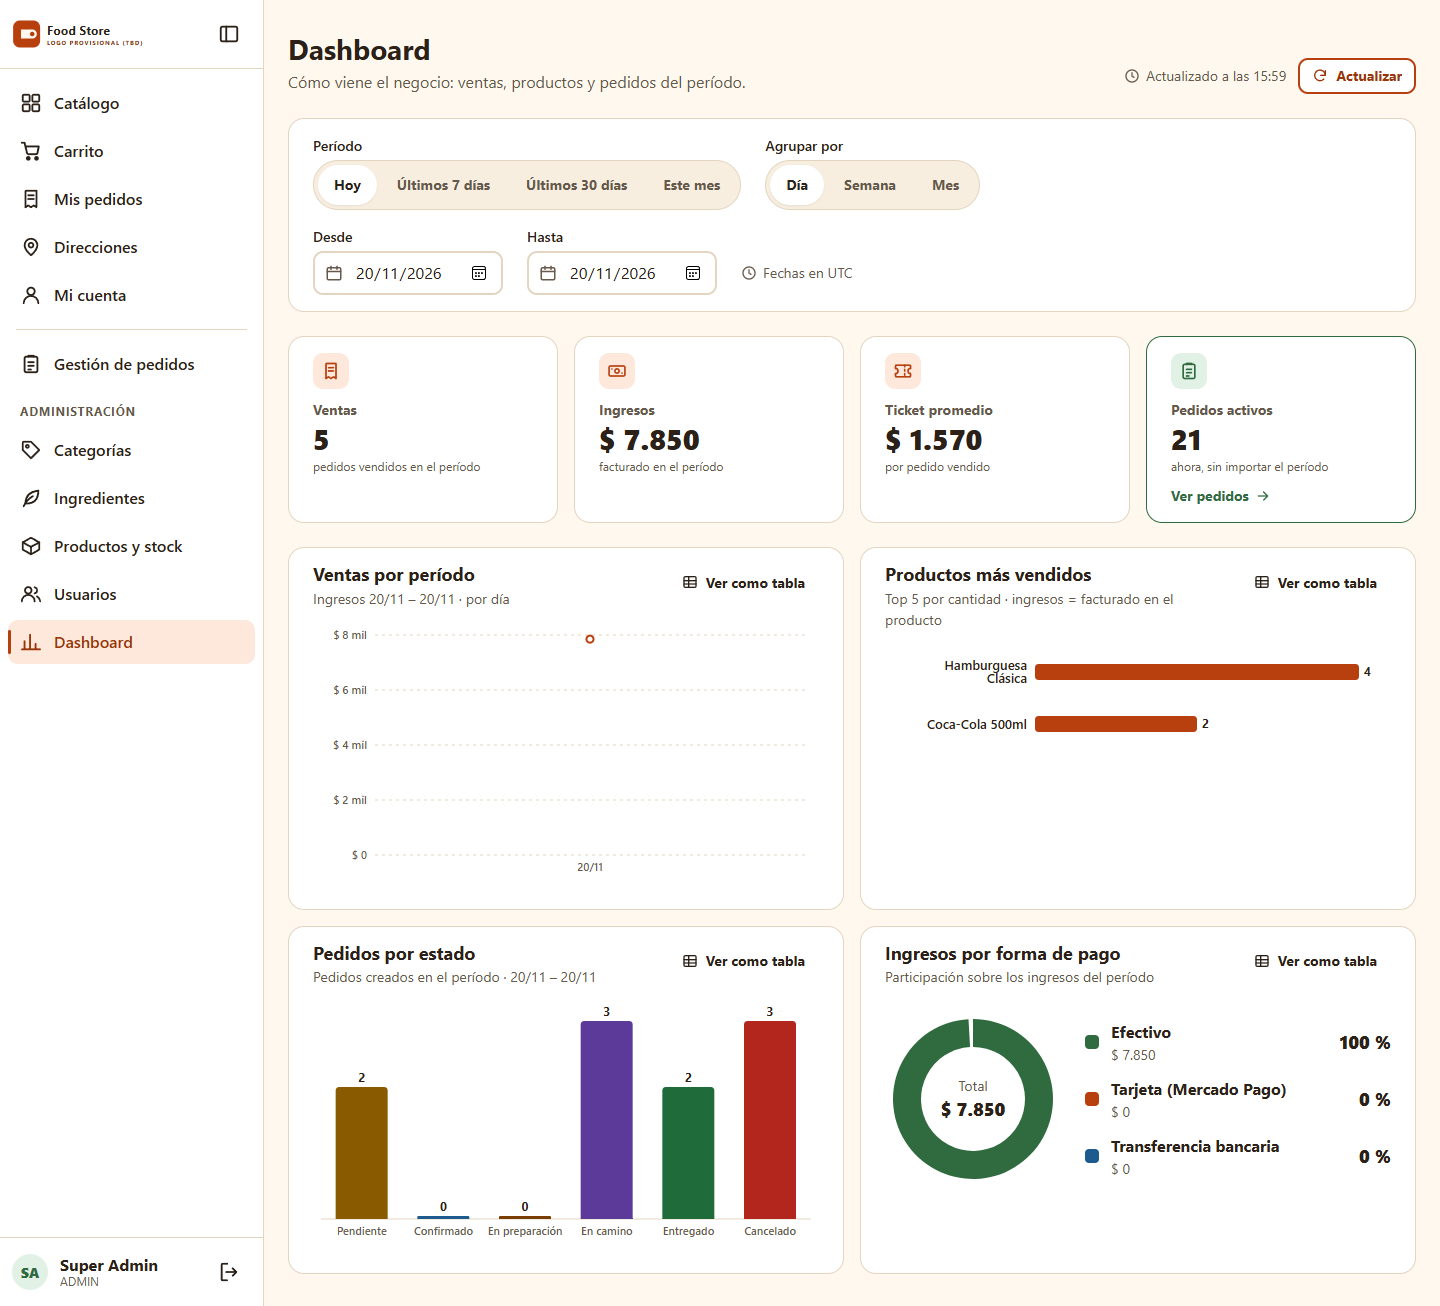 Food Store
LOGO PROVISIONAL (TBD)
Catálogo
Carrito
Mis pedidos
Direcciones
Mi cuenta
Gestión de pedidos
ADMINISTRACIÓN
Categorías
Ingredientes
Productos y stock
Usuarios
Dashboard
SA
Super Admin
ADMIN
Dashboard
Cómo viene el negocio: ventas, productos y pedidos del período.
Actualizado a las 15:59
Actualizar
Período
Hoy
Últimos 7 días
Últimos 30 días
Este mes
Agrupar por
Día
Semana
Mes
Desde
20/11/2026
Hasta
20/11/2026
Fechas en UTC
Ventas
5
pedidos vendidos en el período
Ingresos
$ 7.850
facturado en el período
Ticket promedio
$ 1.570
por pedido vendido
Pedidos activos
21
ahora, sin importar el período
Ver pedidos
Ventas por período
Ingresos 20/11 – 20/11 · por día
Ver como tabla
$ 8 mil
$ 6 mil
$ 4 mil
$ 2 mil
$ 0
20/11
Productos más vendidos
Top 5 por cantidad · ingresos = facturado en el
producto
Ver como tabla
Hamburguesa
Clásica
4
Coca-Cola 500ml
2
Pedidos por estado
Pedidos creados en el período · 20/11 – 20/11
Ver como tabla
2
0
0
3
2
3
Pendiente
Confirmado
En preparación
En camino
Entregado
Cancelado
Ingresos por forma de pago
Participación sobre los ingresos del período
Ver como tabla
Total
$ 7.850
Efectivo
$ 7.850
100 %
Tarjeta (Mercado Pago)
$ 0
0 %
Transferencia bancaria
$ 0
0 %